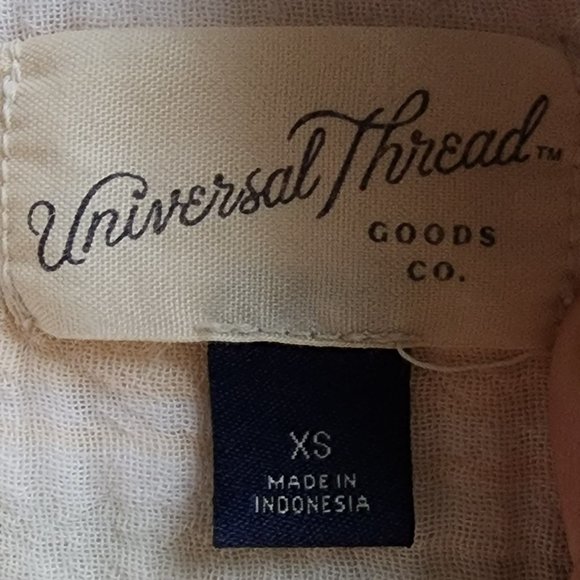 Universal Thread™
GOODS
CO.
XS
MADE IN
INDONESIA